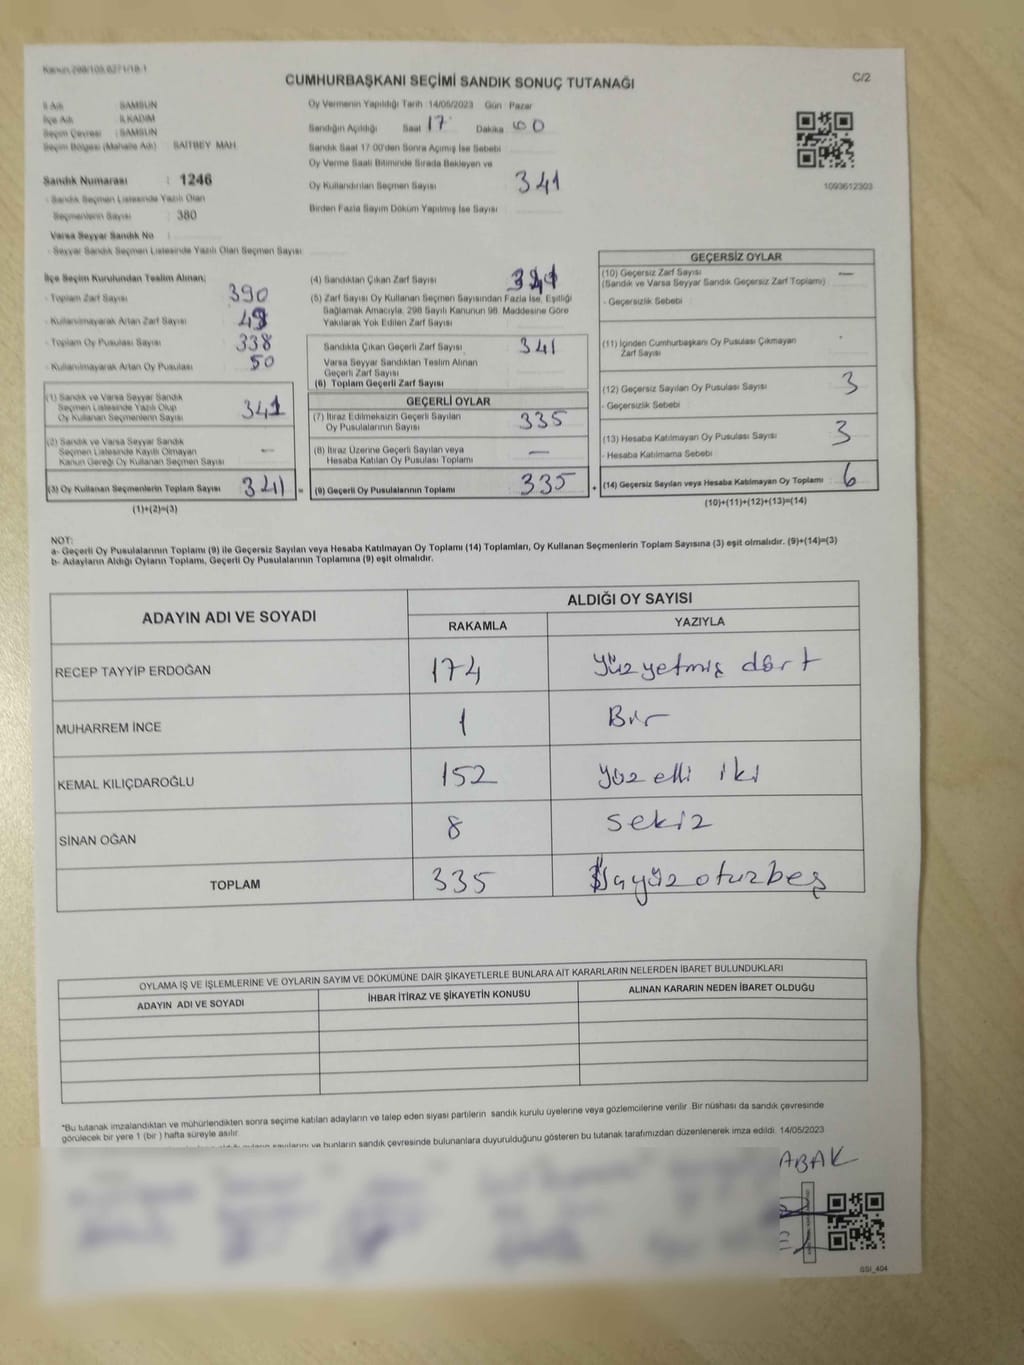 Kanun:298/105,6271/18-1
CUMHURBAŞKANI SEÇİMİ SANDIK SONUÇ TUTANAĞI
C/2
İl Adı : SAMSUN
İlçe Adı : İLKADIM
Seçim Çevresi : SAMSUN
Seçim Bölgesi (Mahalle Adı) : SAITBEY MAH.
Oy Vermenin Yapıldığı Tarih :14/05/2023 Gün : Pazar
Sandığın Açıldığı Saat 17 Dakika 00
Sandık Saat 17:00'den Sonra Açılmış İse Sebebi
Oy Verme Saati Bitiminde Sırada Bekleyen ve
Oy Kullandırılan Seçmen Sayısı 341
Birden Fazla Sayım Döküm Yapılmış İse Sayısı
1093612303
Sandık Numarası : 1246
- Sandık Seçmen Listesinde Yazılı Olan
Seçmenlerin Sayısı : 380
Varsa Seyyar Sandık No :
- Seyyar Sandık Seçmen Listesinde Yazılı Olan Seçmen Sayısı
İlçe Seçim Kurulundan Teslim Alınan;
- Toplam Zarf Sayısı 390
- Kullanılmayarak Artan Zarf Sayısı 49
- Toplam Oy Pusulası Sayısı 338
- Kullanılmayarak Artan Oy Pusulası 50
(1) Sandık ve Varsa Seyyar Sandık
Seçmen Listesinde Yazılı Olup
Oy Kullanan Seçmenlerin Sayısı 341
(2) Sandık ve Varsa Seyyar Sandık
Seçmen Listesinde Kayıtlı Olmayan
Kanun Gereği Oy Kullanan Seçmen Sayısı —
(3) Oy Kullanan Seçmenlerin Toplam Sayısı 341 =
(1)+(2)=(3)
(4) Sandıktan Çıkan Zarf Sayısı 341
(5) Zarf Sayısı Oy Kullanan Seçmen Sayısından Fazla İse, Eşitliği
Sağlamak Amacıyla, 298 Sayılı Kanunun 98. Maddesine Göre
Yakılarak Yok Edilen Zarf Sayısı
Sandıkta Çıkan Geçerli Zarf Sayısı 341
Varsa Seyyar Sandıktan Teslim Alınan
Geçerli Zarf Sayısı
(6) Toplam Geçerli Zarf Sayısı
GEÇERLİ OYLAR
(7) İtiraz Edilmeksizin Geçerli Sayılan
Oy Pusulalarının Sayısı 335
(8) İtiraz Üzerine Geçerli Sayılan veya
Hesaba Katılan Oy Pusulası Toplamı —
(9) Geçerli Oy Pusulalarının Toplamı 335 +
GEÇERSİZ OYLAR
(10) Geçersiz Zarf Sayısı —
(Sandık ve Varsa Seyyar Sandık Geçersiz Zarf Toplamı)
- Geçersizlik Sebebi
(11) İçinden Cumhurbaşkanı Oy Pusulası Çıkmayan
Zarf Sayısı
(12) Geçersiz Sayılan Oy Pusulası Sayısı 3
- Geçersizlik Sebebi
(13) Hesaba Katılmayan Oy Pusulası Sayısı 3
- Hesaba Katılmama Sebebi
(14) Geçersiz Sayılan veya Hesaba Katılmayan Oy Toplamı 6
(10)+(11)+(12)+(13)=(14)
NOT:
a- Geçerli Oy Pusulalarının Toplamı (9) ile Geçersiz Sayılan veya Hesaba Katılmayan Oy Toplamı (14) Toplamları, Oy Kullanan Seçmenlerin Toplam Sayısına (3) eşit olmalıdır. (9)+(14)=(3)
b- Adayların Aldığı Oyların Toplamı, Geçerli Oy Pusulalarının Toplamına (9) eşit olmalıdır.
ADAYIN ADI VE SOYADI ALDIĞI OY SAYISI
RAKAMLA YAZIYLA
RECEP TAYYİP ERDOĞAN 174 Yüzyetmiş dört
MUHARREM İNCE 1 Bir
KEMAL KILIÇDAROĞLU 152 Yüz elli iki
SİNAN OĞAN 8 sekiz
TOPLAM 335 üçyüzotuzbeş
OYLAMA İŞ VE İŞLEMLERİNE VE OYLARIN SAYIM VE DÖKÜMÜNE DAİR ŞİKAYETLERLE BUNLARA AİT KARARLARIN NELERDEN İBARET BULUNDUKLARI
ADAYIN ADI VE SOYADI İHBAR İTİRAZ VE ŞİKAYETİN KONUSU ALINAN KARARIN NEDEN İBARET OLDUĞU
*Bu tutanak imzalandıktan ve mühürlendikten sonra seçime katılan adayların ve talep eden siyasi partilerin sandık kurulu üyelerine veya gözlemcilerine verilir. Bir nüshası da sandık çevresinde
görülecek bir yere 1 (bir ) hafta süreyle asılır.
sayılarını ve bunların sandık çevresinde bulunanlara duyurulduğunu gösteren bu tutanak tarafımızdan düzenlenerek imza edildi. 14/05/2023
ABAK
GSI_404